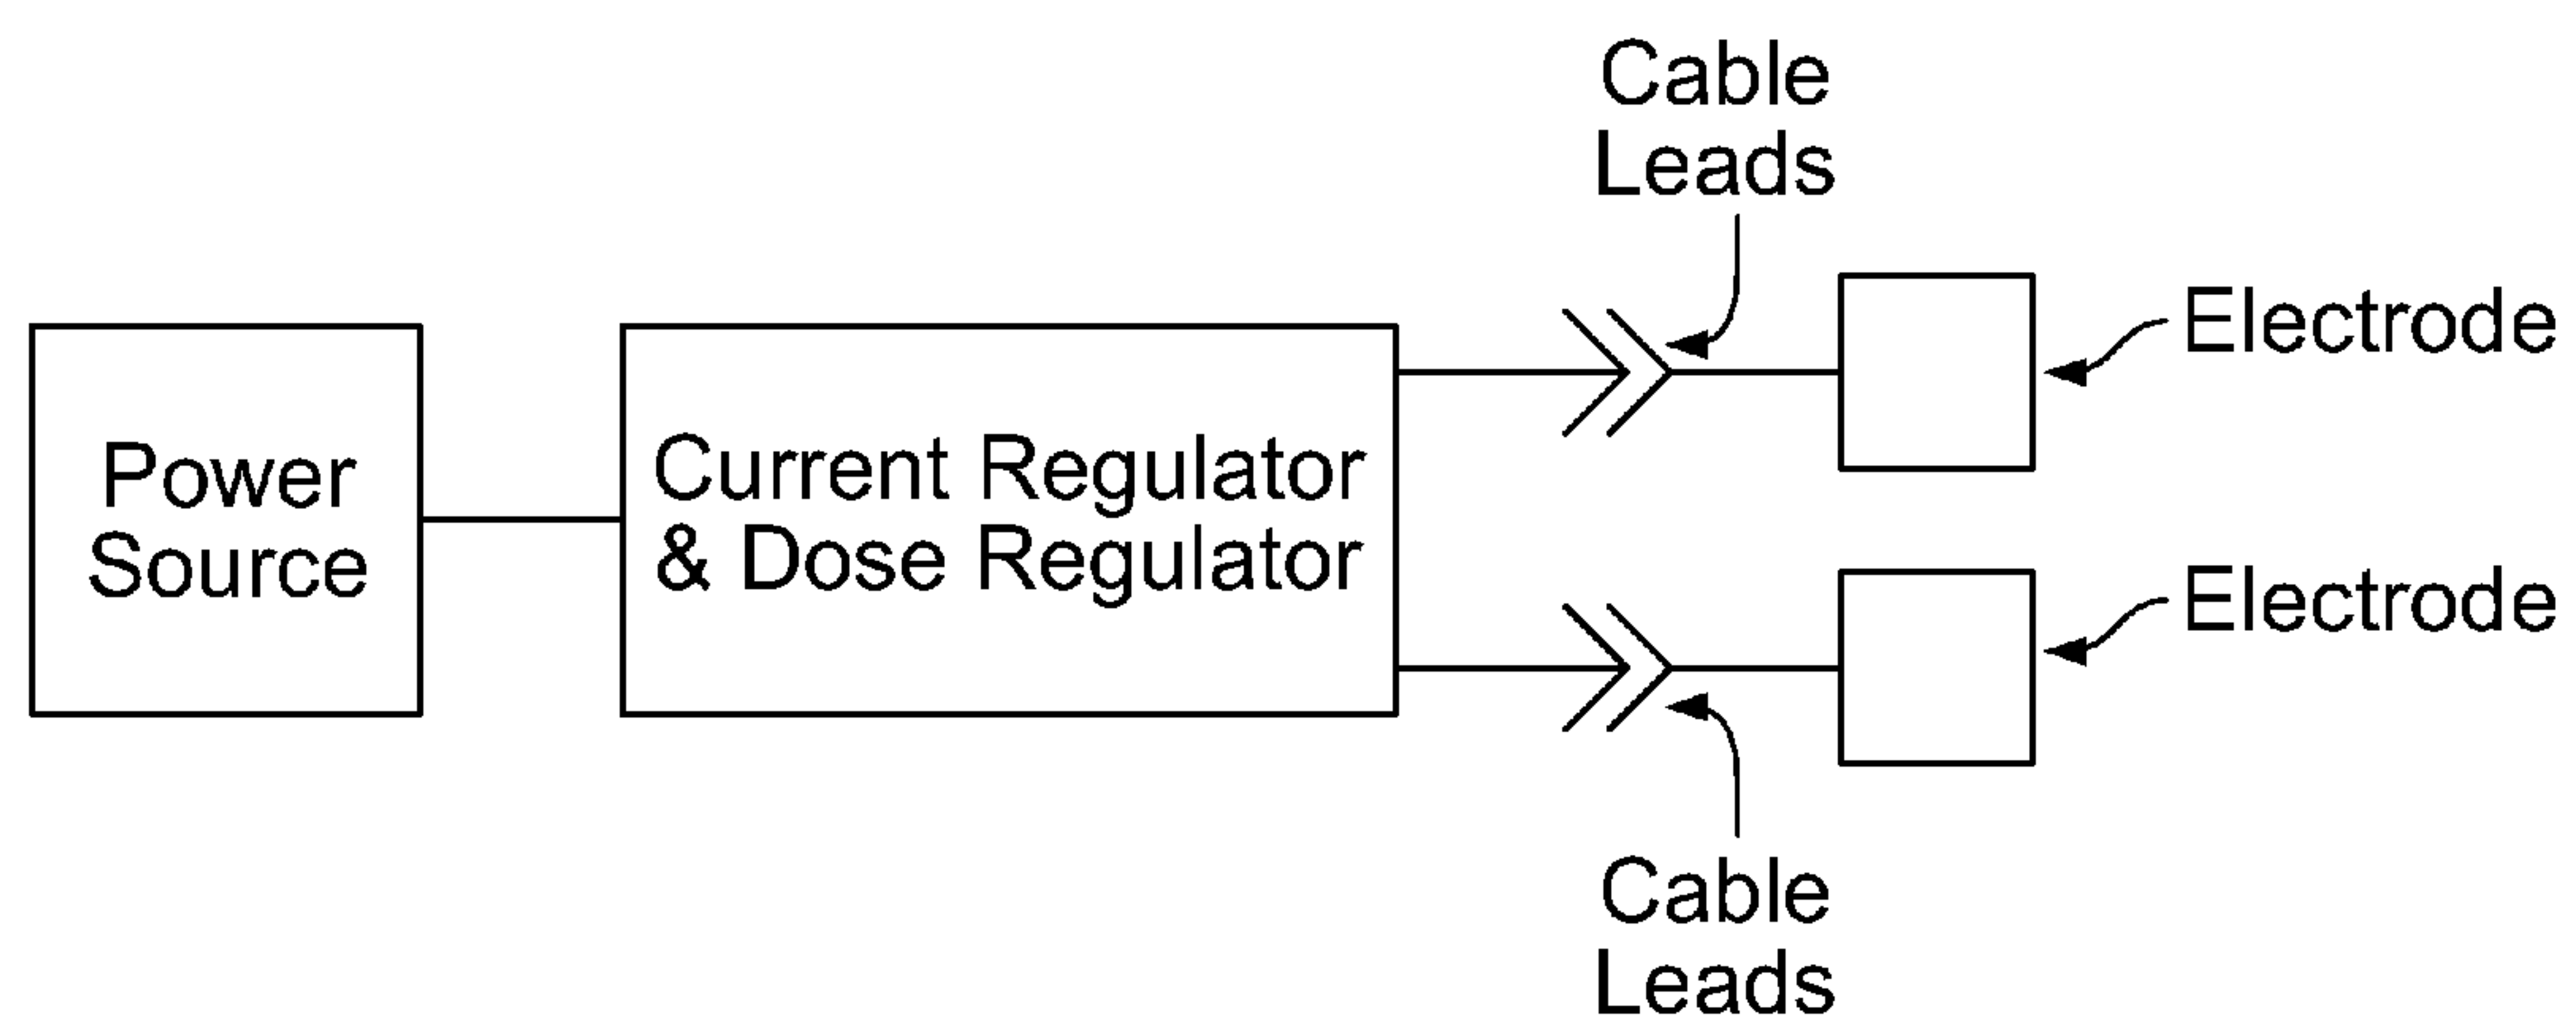 Power
Source
Current Regulator
& Dose Regulator
Cable
Leads
Electrode
Electrode
Cable
Leads